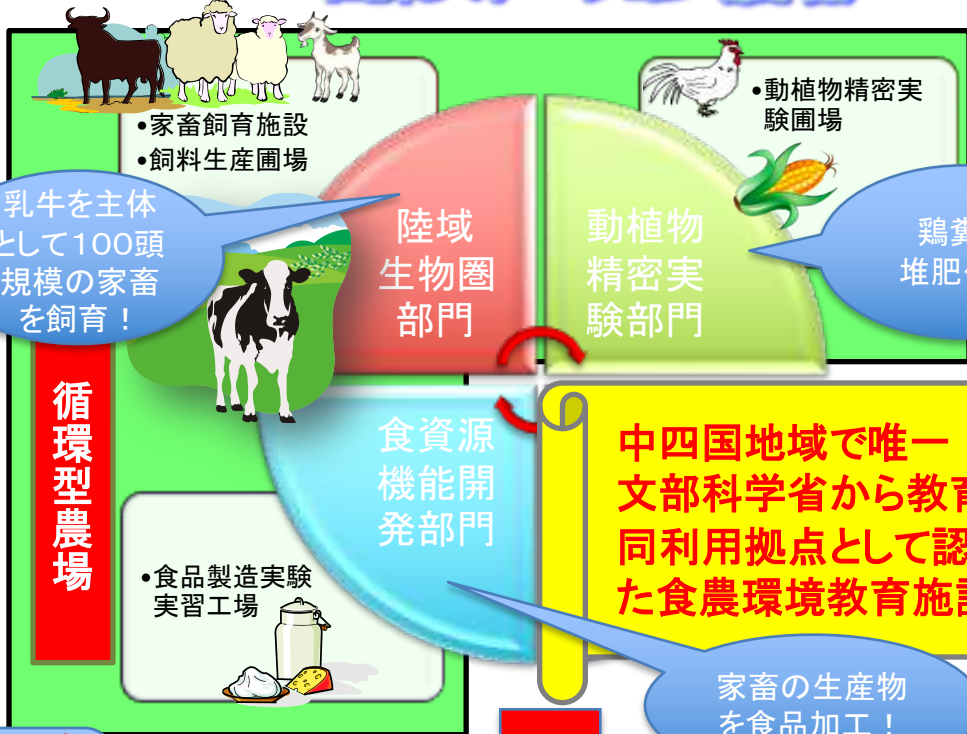 •家畜飼育施設
•飼料生産圃場
•動植物精密実
験圃場
乳牛を主体
として100頭
規模の家畜
を飼育！
陸域
生物圏
部門
動植物
精密実
験部門
鶏糞
堆肥
循環型農場
食資源
機能開
発部門
中四国地域で唯一
文部科学省から教育
同利用拠点として認
た食農環境教育施設
•食品製造実験
実習工場
家畜の生産物
を食品加工！